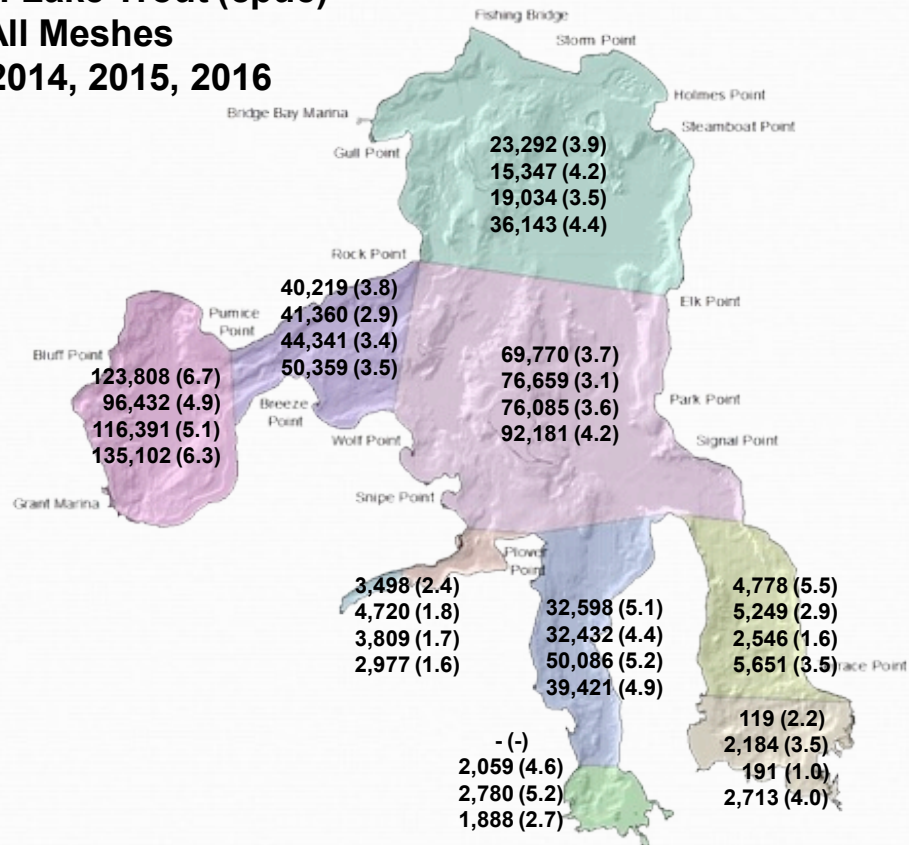 Lake Trout (cpue)
All Meshes
2014, 2015, 2016
Fishing Bridge
Storm Point
Holmes Point
Bridge Bay Marina
Steamboat Point
Gull Point
23,292 (3.9)
15,347 (4.2)
19,034 (3.5)
36,143 (4.4)
Rock Point
Elk Point
40,219 (3.8)
41,360 (2.9)
44,341 (3.4)
50,359 (3.5)
Pumice
Point
Bluff Point
123,808 (6.7)
96,432 (4.9)
116,391 (5.1)
135,102 (6.3)
69,770 (3.7)
76,659 (3.1)
76,085 (3.6)
92,181 (4.2)
Park Point
Breeze
Point
Wolf Point
Signal Point
Grant Marina
Snipe Point
Plover
Point
3,498 (2.4)
4,720 (1.8)
3,809 (1.7)
2,977 (1.6)
32,598 (5.1)
32,432 (4.4)
50,086 (5.2)
39,421 (4.9)
4,778 (5.5)
5,249 (2.9)
2,546 (1.6)
5,651 (3.5)
Point
119 (2.2)
2,184 (3.5)
191 (1.0)
2,713 (4.0)
- (-)
2,059 (4.6)
2,780 (5.2)
1,888 (2.7)